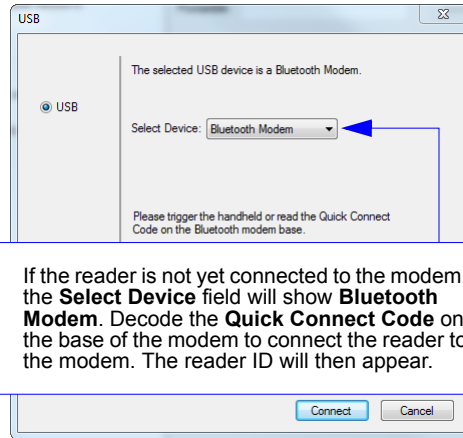 USB
The selected USB device is a Bluetooth Modem.
USB
Select Device: Bluetooth Modem
Please trigger the handheld or read the Quick Connect
Code on the Bluetooth modem base.
If the reader is not yet connected to the modem
the Select Device field will show Bluetooth
Modem. Decode the Quick Connect Code on
the base of the modem to connect the reader to
the modem. The reader ID will then appear.
Connect Cancel